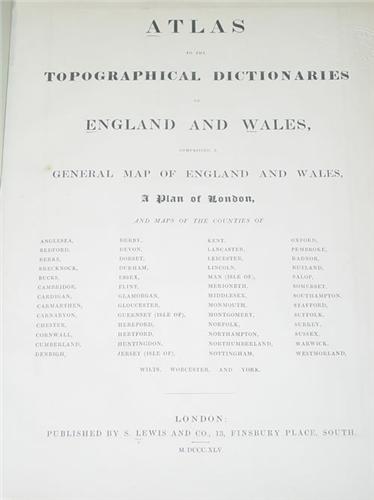 ATLAS
TO THE
TOPOGRAPHICAL DICTIONARIES
OF
ENGLAND AND WALES,
COMPRISING A
GENERAL MAP OF ENGLAND AND WALES,
A Plan of London,
AND MAPS OF THE COUNTIES OF
ANGLESEA,
BEDFORD,
BERKS,
BRECKNOCK,
BUCKS,
CAMBRIDGE,
CARDIGAN,
CARMARTHEN,
CARNARVON,
CHESTER,
CORNWALL,
CUMBERLAND,
DENBIGH,
DERBY,
DEVON,
DORSET,
DURHAM,
ESSEX,
FLINT,
GLAMORGAN,
GLOUCESTER,
GUERNSEY (ISLE OF),
HEREFORD,
HERTFORD,
HUNTINGDON,
JERSEY (ISLE OF),
KENT,
LANCASTER,
LEICESTER,
LINCOLN,
MAN (ISLE OF),
MERIONETH,
MIDDLESEX,
MONMOUTH,
MONTGOMERY,
NORFOLK,
NORTHAMPTON,
NORTHUMBERLAND,
NOTTINGHAM,
OXFORD,
PEMBROKE,
RADNOR,
RUTLAND,
SALOP,
SOMERSET,
SOUTHAMPTON,
STAFFORD,
SUFFOLK,
SURREY,
SUSSEX,
WARWICK,
WESTMORLAND,
WILTS, WORCESTER, AND YORK.
LONDON:
PUBLISHED BY S. LEWIS AND CO., 13, FINSBURY PLACE, SOUTH.
M.DCCC.XLV